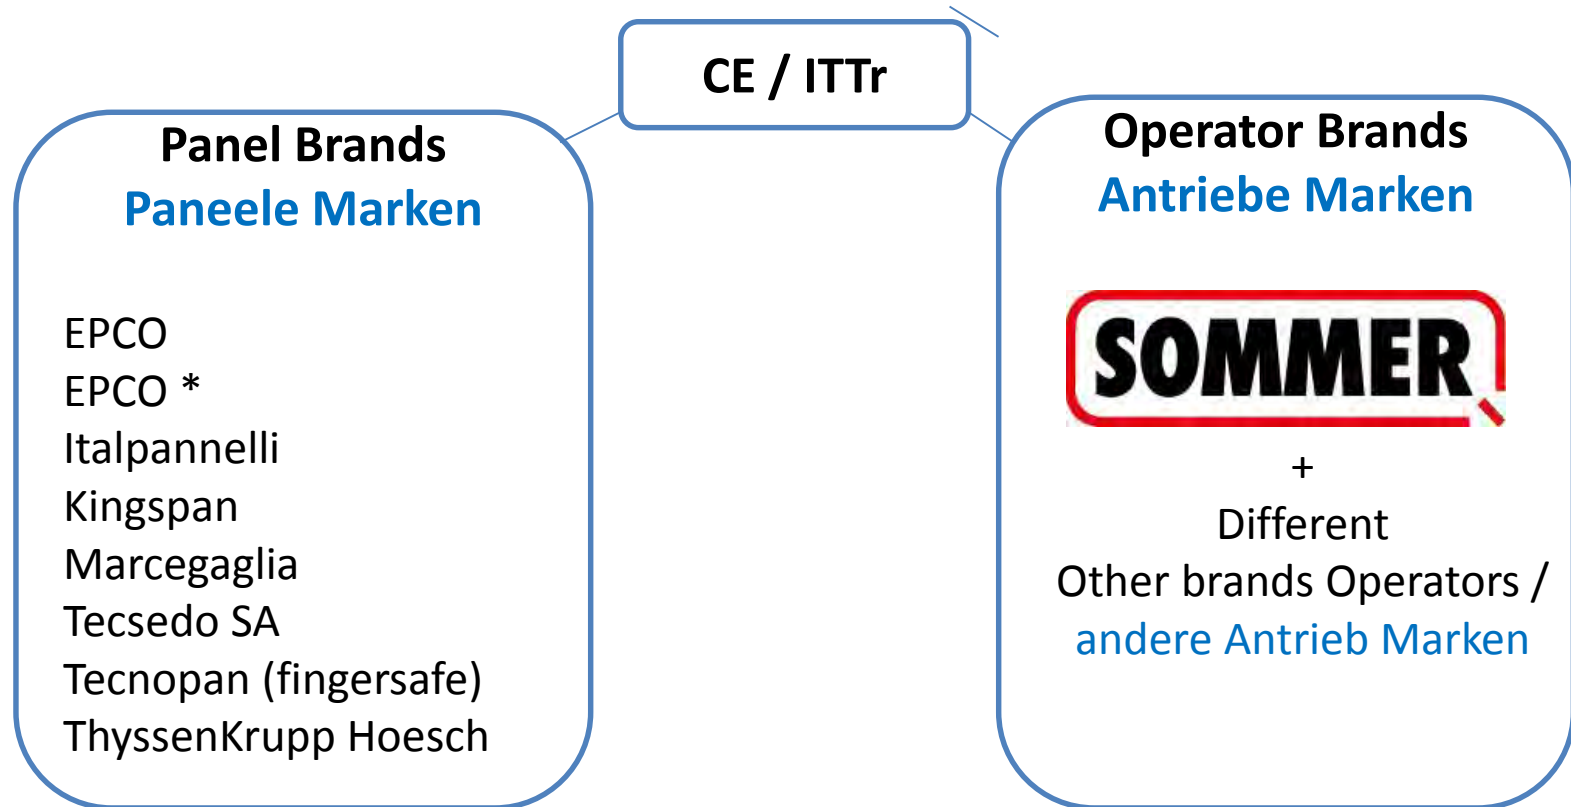 CE / ITTr
Panel Brands
Paneele Marken
EPCO
EPCO *
Italpannelli
Kingspan
Marcegaglia
Tecsedo SA
Tecnopan (fingersafe)
ThyssenKrupp Hoesch
Operator Brands
Antriebe Marken
SOMMER
+
Different
Other brands Operators /
andere Antrieb Marken